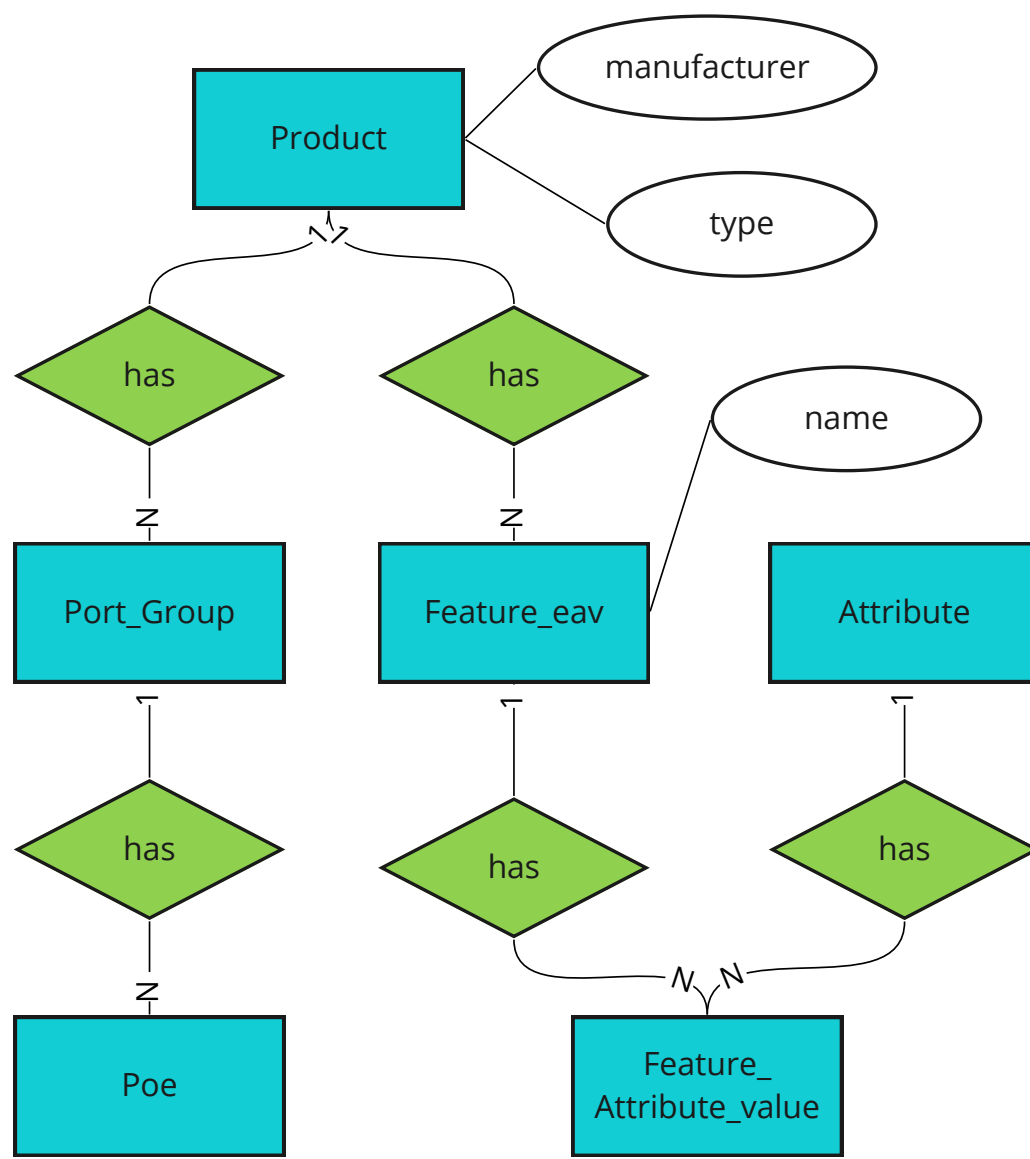 manufacturer
Product
type
1
1
has
has
name
N
N
Port_Group
Feature_eav
Attribute
1
1
1
has
has
has
N
N
N
Poe
Feature_
Attribute_value